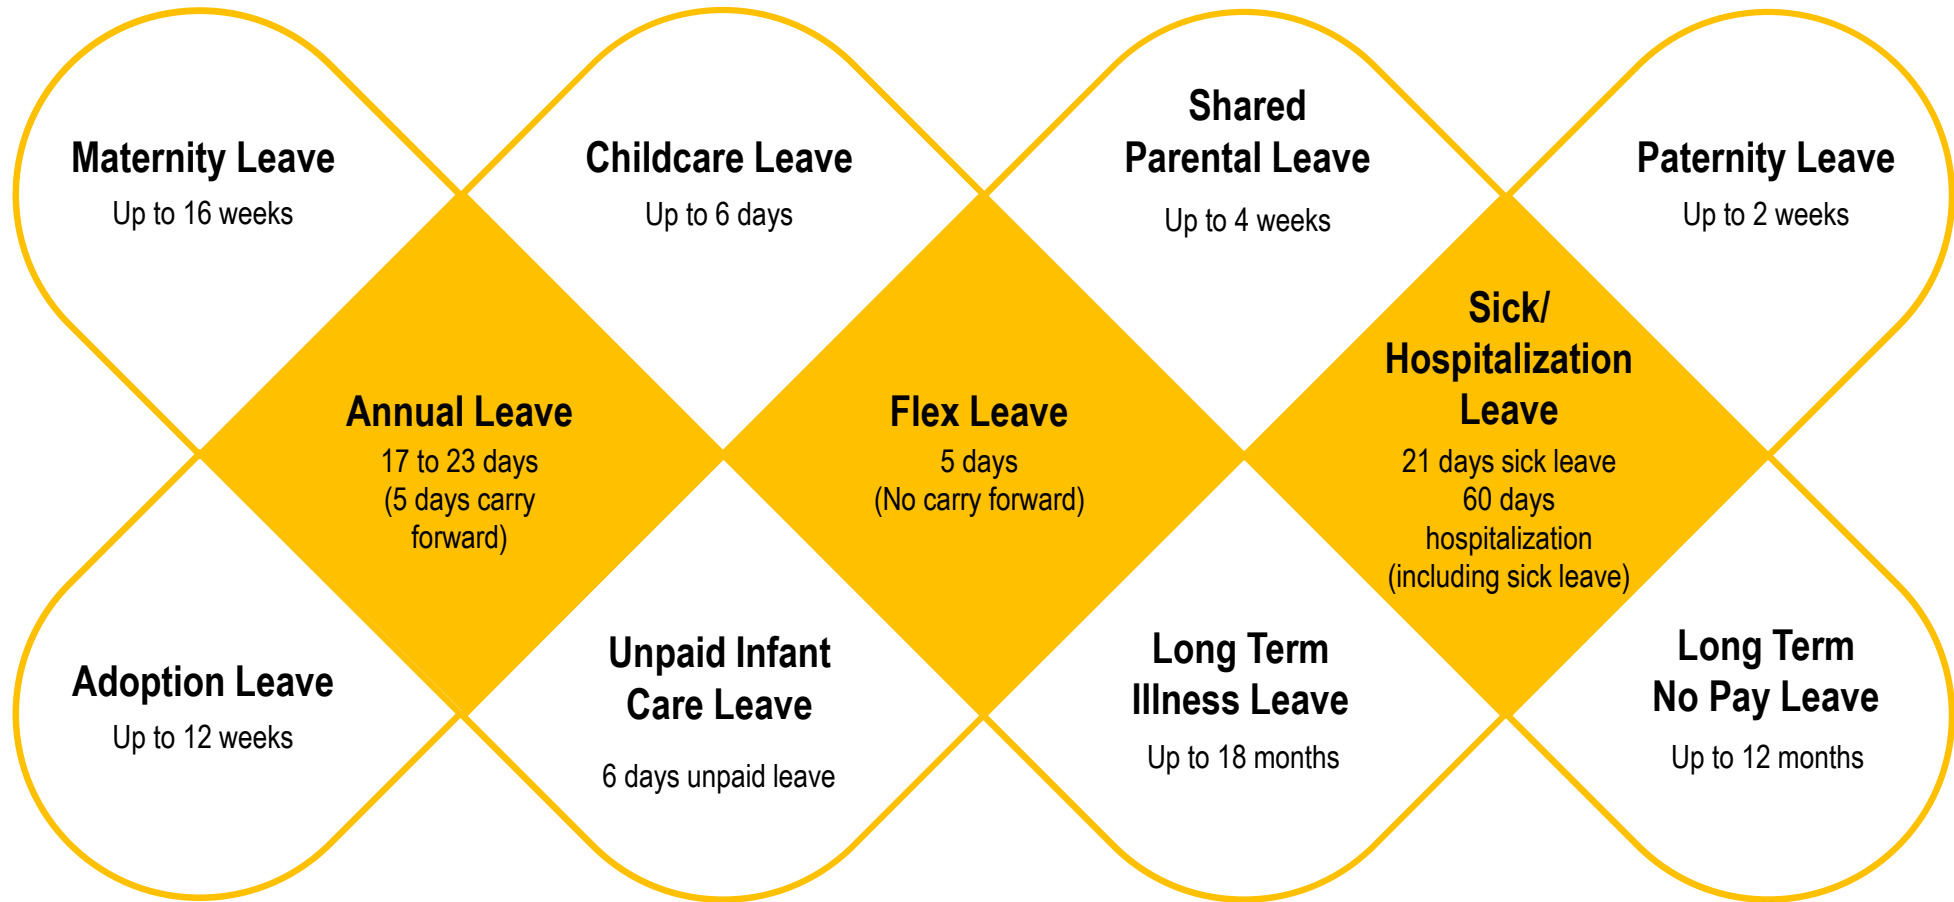 Maternity Leave
Up to 16 weeks
Childcare Leave
Up to 6 days
Shared
Parental Leave
Up to 4 weeks
Paternity Leave
Up to 2 weeks
Annual Leave
17 to 23 days
(5 days carry
forward)
Flex Leave
5 days
(No carry forward)
Sick/
Hospitalization
Leave
21 days sick leave
60 days
hospitalization
(including sick leave)
Adoption Leave
Up to 12 weeks
Unpaid Infant
Care Leave
6 days unpaid leave
Long Term
Illness Leave
Up to 18 months
Long Term
No Pay Leave
Up to 12 months